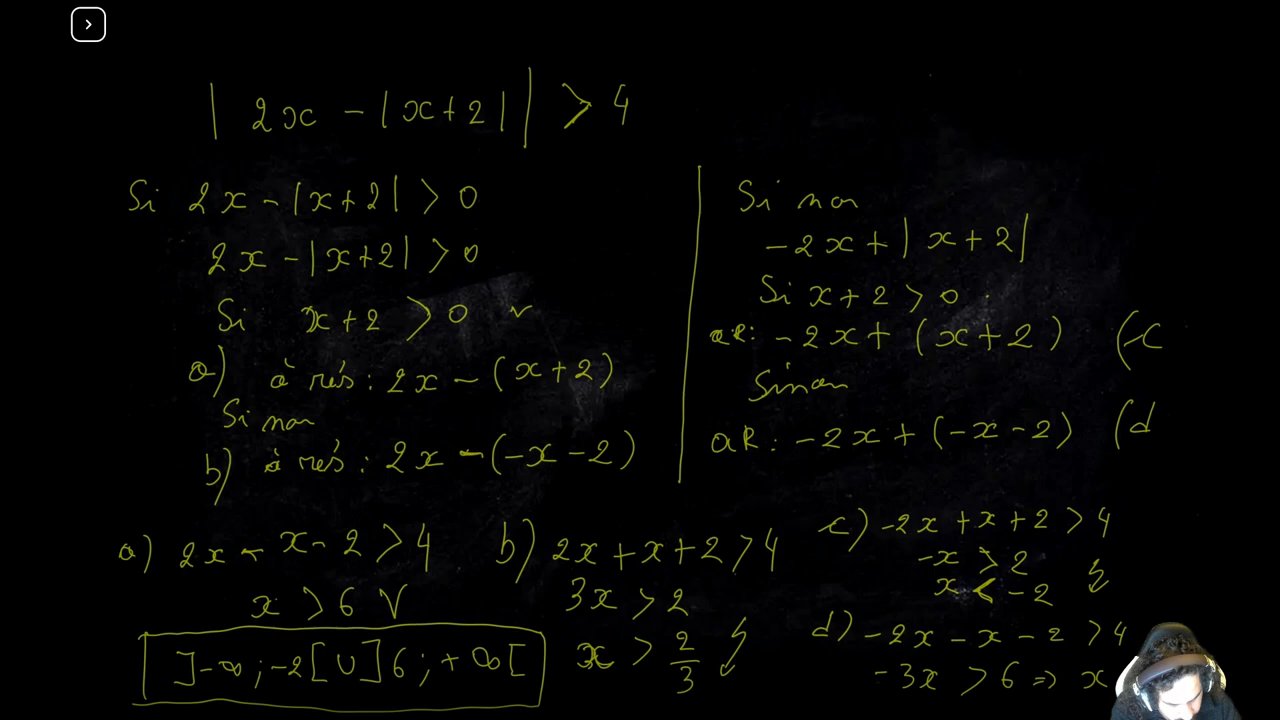 | 2x - |x+2| | > 4
Si 2x - |x+2| > 0
2x - |x+2| > 0
Si x+2 > 0 v
a) à rés : 2x - (x+2)
Si non
b) à rés : 2x - (-x-2)
Si non
-2x + |x+2|
Si x+2 > 0 .
aR: -2x + (x+2) (c
Sinon
aR: -2x + (-x-2) (d
a) 2x - x - 2 > 4
x > 6 V
]-∞ ; -2[ U ]6 ; +∞[
b) 2x + x + 2 > 4
3x > 2
x > 2/3
c) -2x + x + 2 > 4
-x > 2
x < -2
d) -2x - x - 2 > 4
-3x > 6 => x